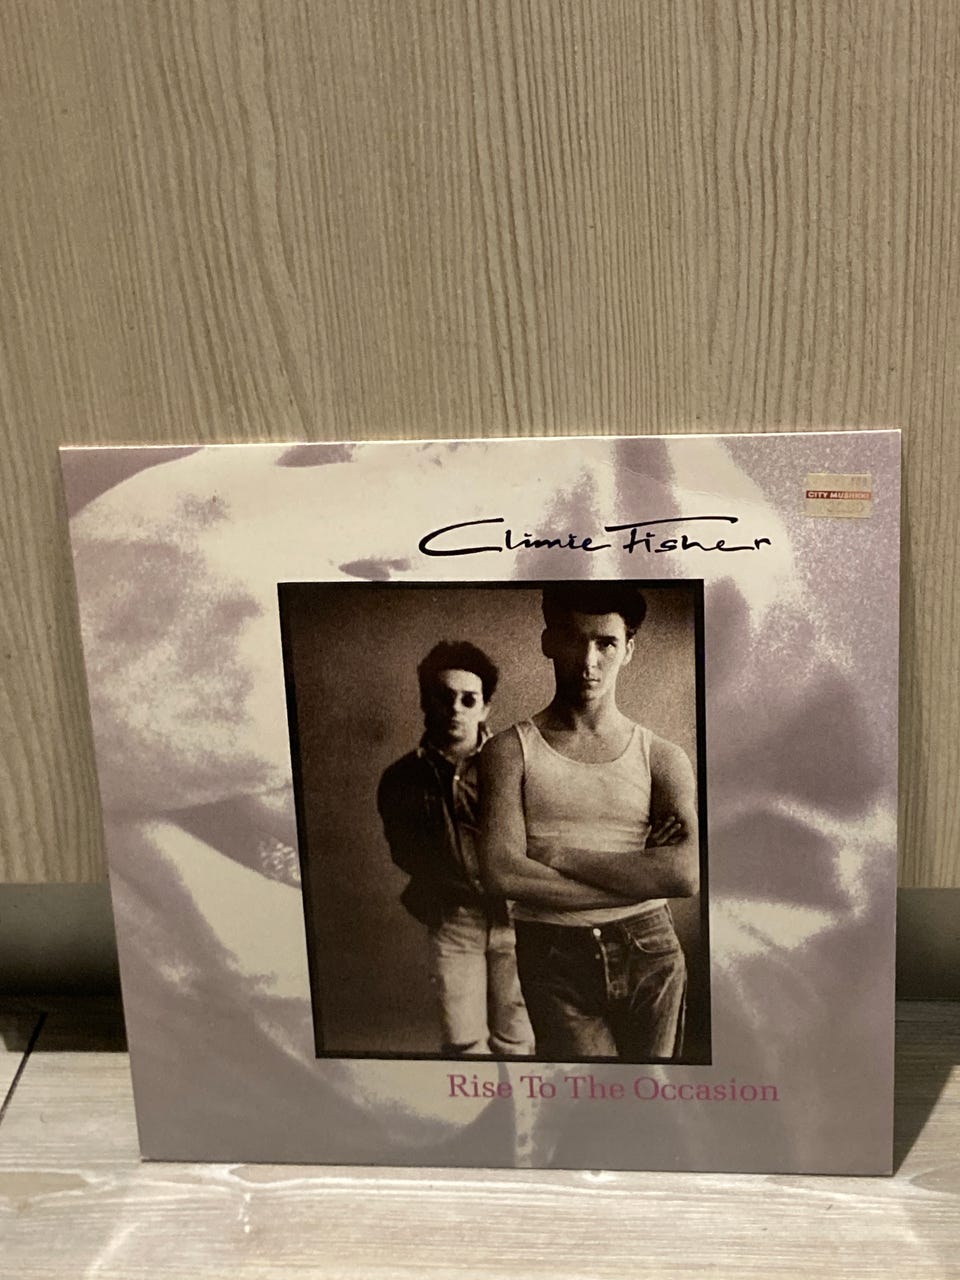 Climie Fisher
CITY MUSIIKKI
Rise To The Occasion